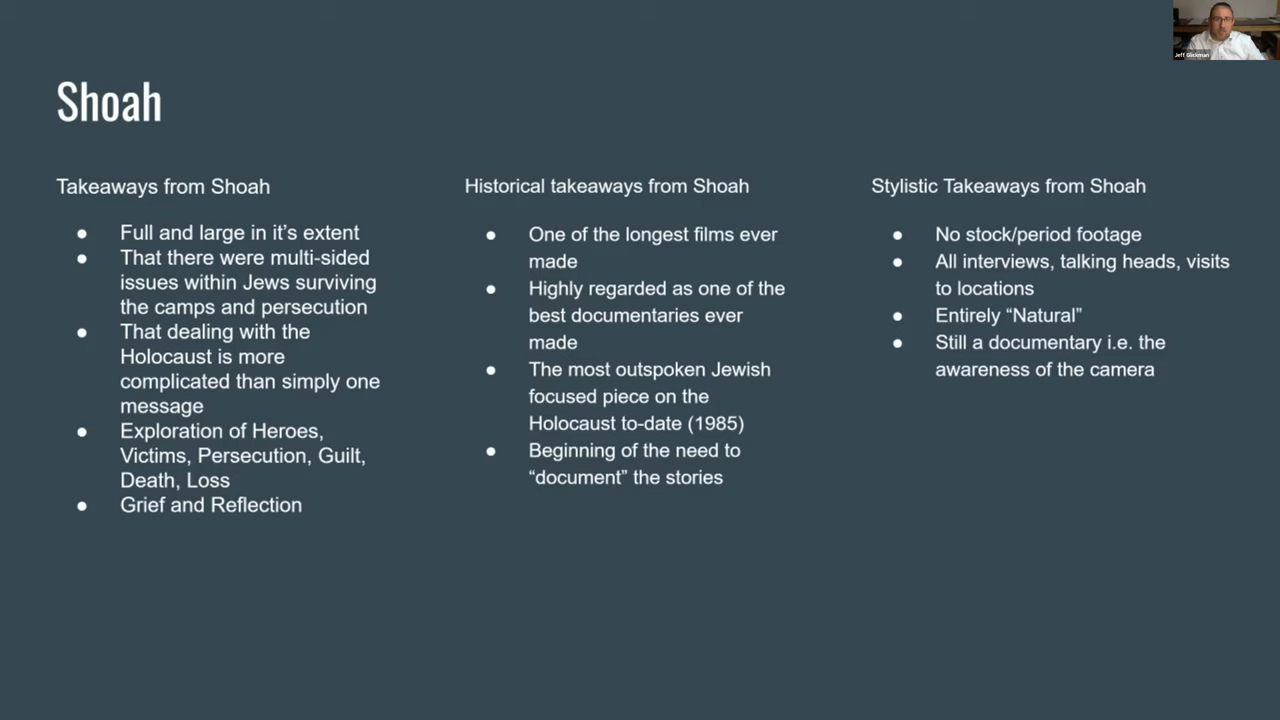 Jeff Glickman
Shoah
Takeaways from Shoah
● Full and large in it's extent
● That there were multi-sided
issues within Jews surviving
the camps and persecution
● That dealing with the
Holocaust is more
complicated than simply one
message
● Exploration of Heroes,
Victims, Persecution, Guilt,
Death, Loss
● Grief and Reflection
Historical takeaways from Shoah
● One of the longest films ever
made
● Highly regarded as one of the
best documentaries ever
made
● The most outspoken Jewish
focused piece on the
Holocaust to-date (1985)
● Beginning of the need to
“document” the stories
Stylistic Takeaways from Shoah
● No stock/period footage
● All interviews, talking heads, visits
to locations
● Entirely “Natural”
● Still a documentary i.e. the
awareness of the camera